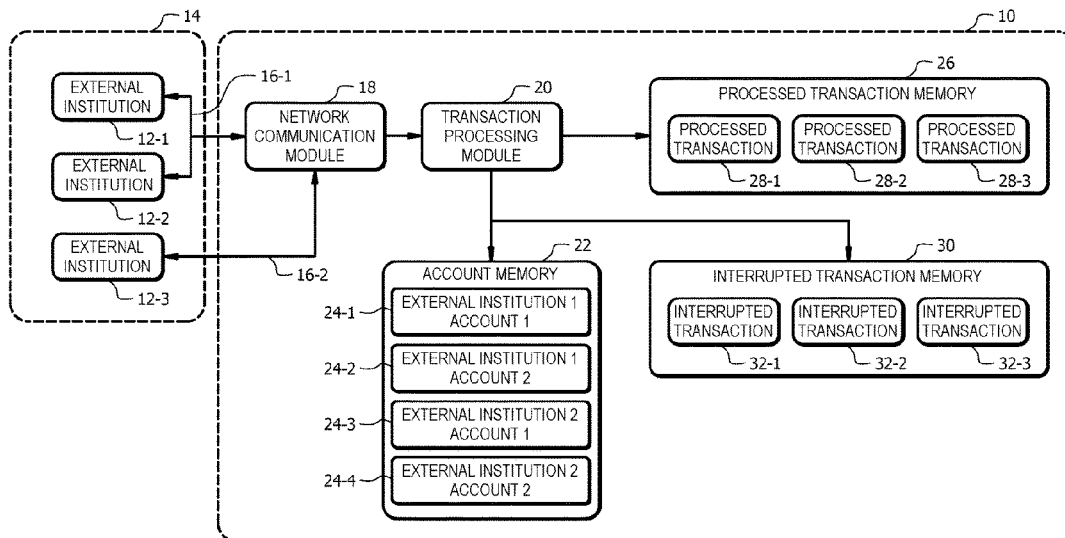 14
10
EXTERNAL
INSTITUTION
12-1
16-1
EXTERNAL
INSTITUTION
12-2
EXTERNAL
INSTITUTION
12-3
16-2
18
NETWORK
COMMUNICATION
MODULE
20
TRANSACTION
PROCESSING
MODULE
26
PROCESSED TRANSACTION MEMORY
PROCESSED
TRANSACTION
28-1
PROCESSED
TRANSACTION
28-2
PROCESSED
TRANSACTION
28-3
22
ACCOUNT MEMORY
24-1
EXTERNAL INSTITUTION 1
ACCOUNT 1
24-2
EXTERNAL INSTITUTION 1
ACCOUNT 2
24-3
EXTERNAL INSTITUTION 2
ACCOUNT 1
24-4
EXTERNAL INSTITUTION 2
ACCOUNT 2
30
INTERRUPTED TRANSACTION MEMORY
INTERRUPTED
TRANSACTION
32-1
INTERRUPTED
TRANSACTION
32-2
INTERRUPTED
TRANSACTION
32-3